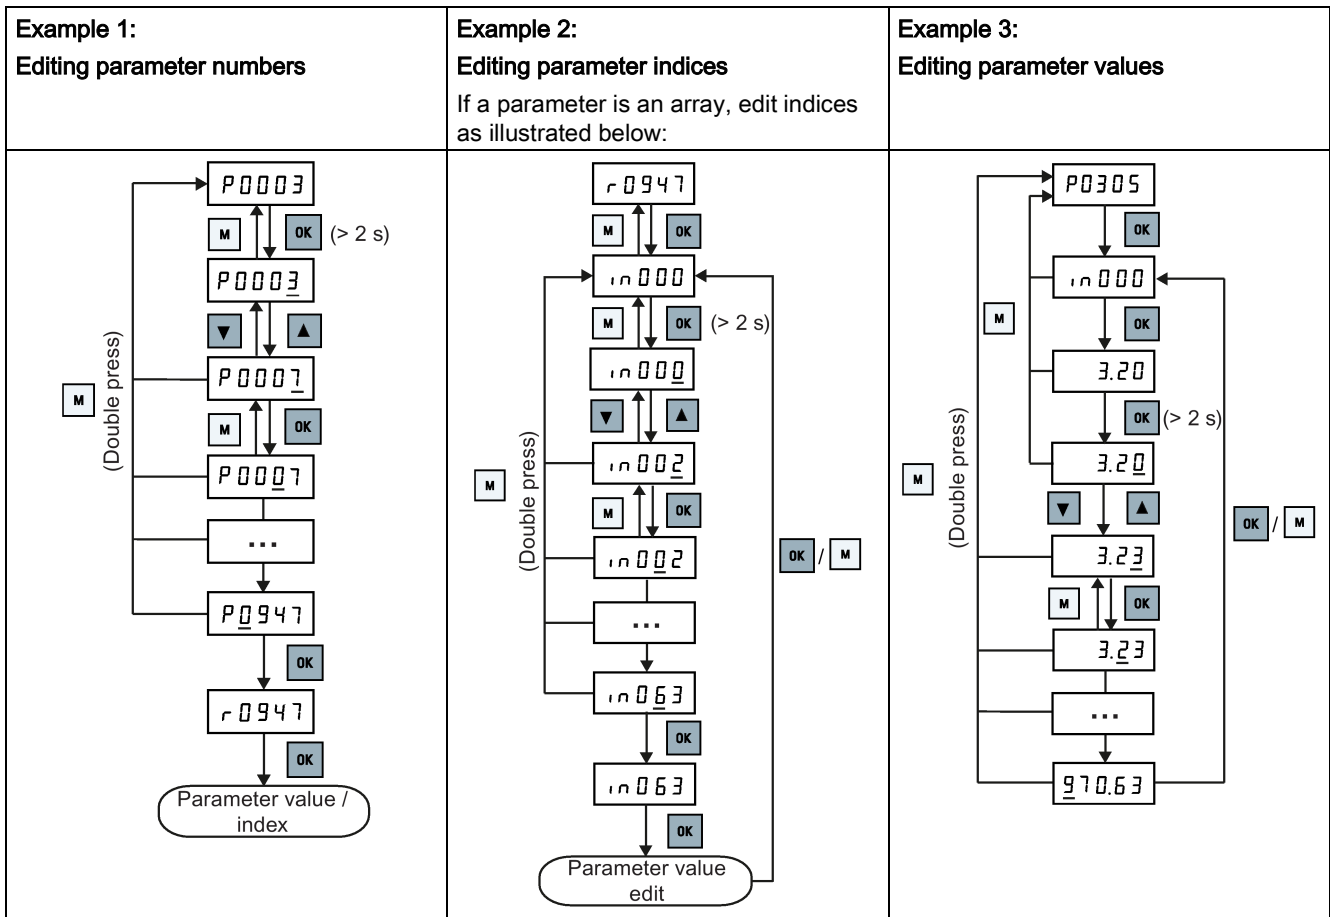 Example 1:
Editing parameter numbers
P0003
M
OK
(> 2 s)
P0003
▼
▲
P0007
M
OK
P0007
...
P0947
OK
r0947
OK
Parameter value /
index
M
(Double press)
Example 2:
Editing parameter indices
If a parameter is an array, edit indices
as illustrated below:
r0947
M
OK
in000
M
OK
(> 2 s)
in000
▼
▲
in002
M
OK
in002
...
in063
OK
in063
OK
Parameter value
edit
M
(Double press)
OK / M
Example 3:
Editing parameter values
P0305
OK
in000
OK
3.20
OK
(> 2 s)
3.20
▼
▲
3.23
M
OK
3.23
...
970.63
M
M
(Double press)
OK / M